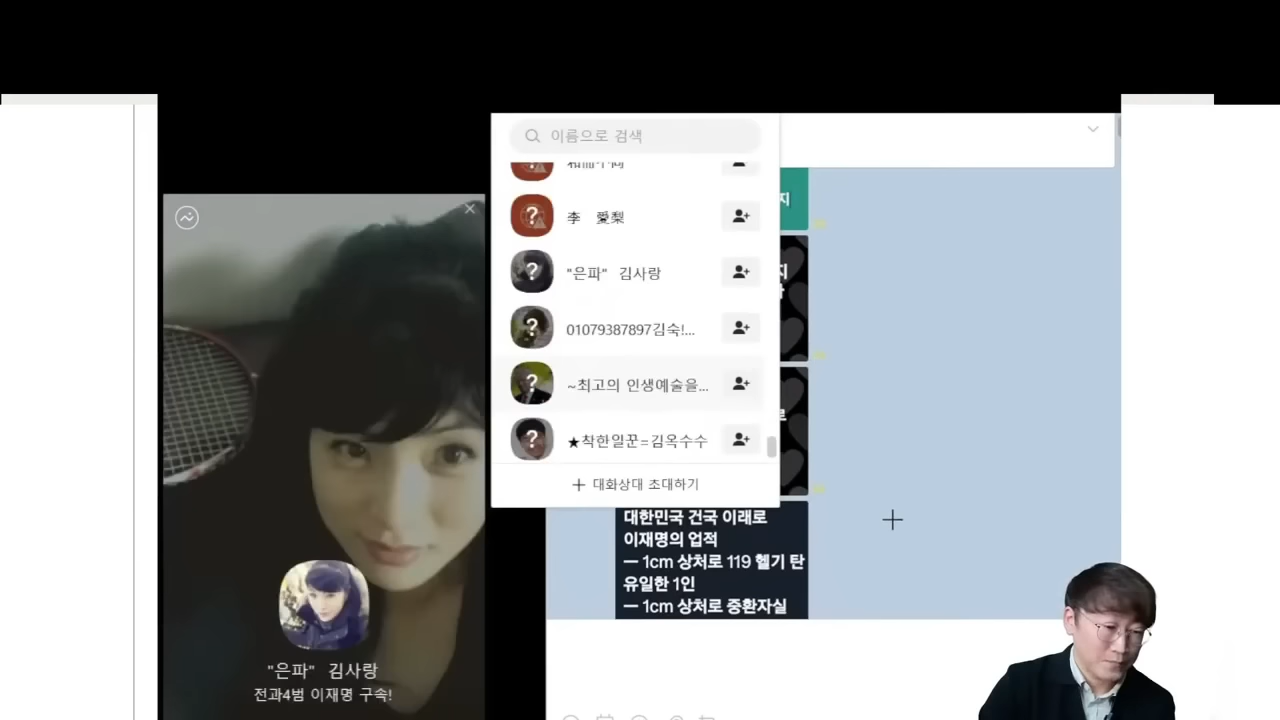 이름으로 검색
李 愛梨
"은파" 김사랑
01079387897김숙!...
~최고의 인생예술을...
★착한일꾼=김옥수수
대화상대 초대하기
지
지
대한민국 건국 이래로
이재명의 업적
— 1cm 상처로 119 헬기 탄
유일한 1인
— 1cm 상처로 중환자실
"은파" 김사랑
전과4범 이재명 구속!